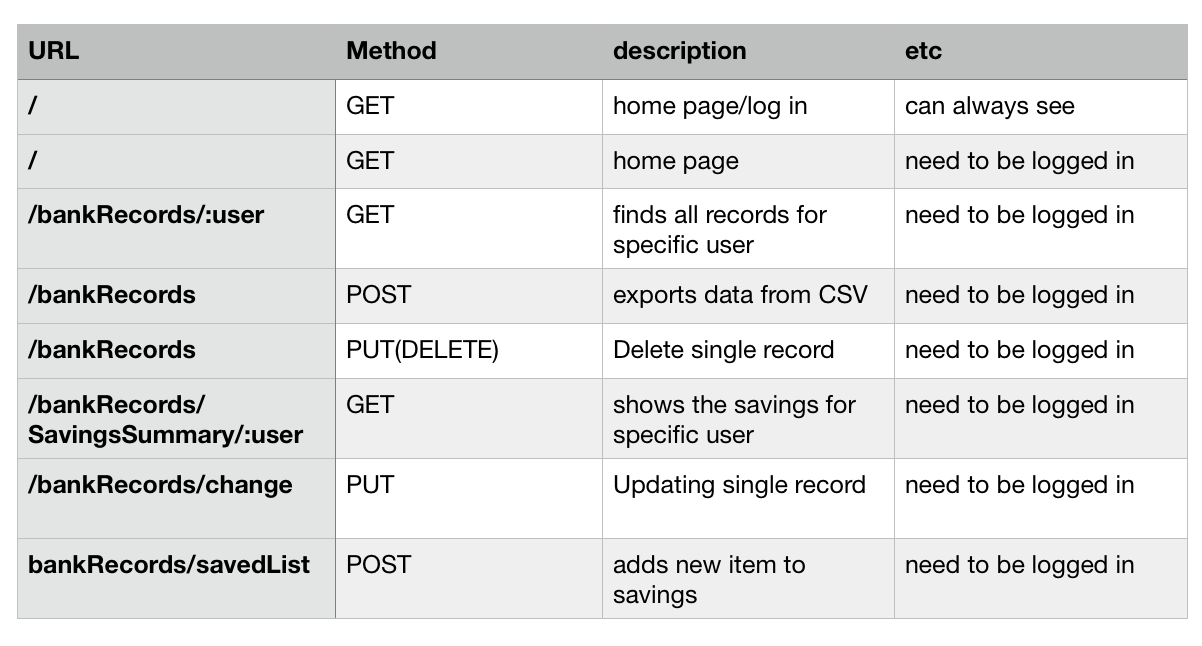 URL Method description etc
/ GET home page/log in can always see
/ GET home page need to be logged in
/bankRecords/:user GET finds all records for need to be logged in
specific user
/bankRecords POST exports data from CSV need to be logged in
/bankRecords PUT(DELETE) Delete single record need to be logged in
/bankRecords/ GET shows the savings for need to be logged in
SavingsSummary/:user specific user
/bankRecords/change PUT Updating single record need to be logged in
bankRecords/savedList POST adds new item to need to be logged in
savings